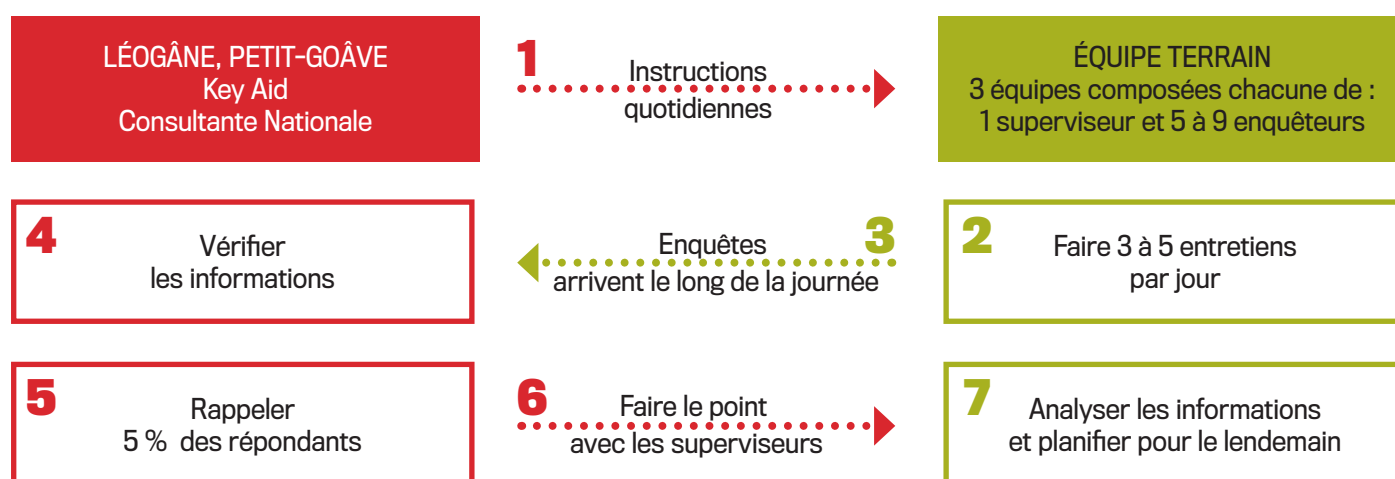 LÉOGÂNE, PETIT-GOÂVE
Key Aid
Consultante Nationale
1
Instructions
quotidiennes
ÉQUIPE TERRAIN
3 équipes composées chacune de :
1 superviseur et 5 à 9 enquêteurs
4
Vérifier
les informations
Enquêtes
3
arrivent le long de la journée
2
Faire 3 à 5 entretiens
par jour
5
Rappeler
5 % des répondants
6
Faire le point
avec les superviseurs
7
Analyser les informations
et planifier pour le lendemain